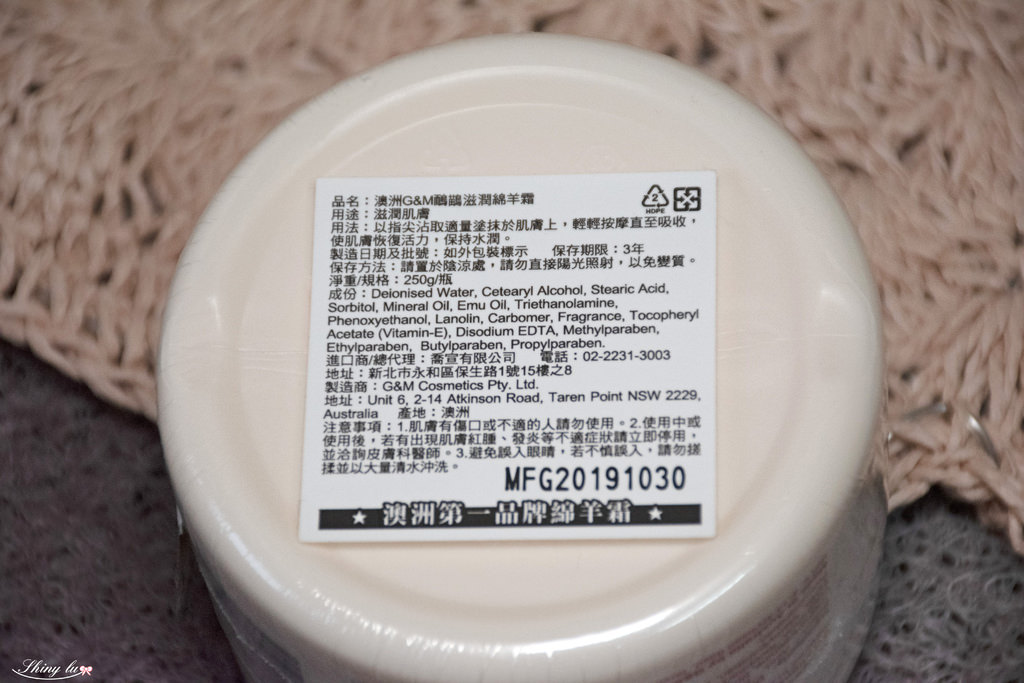 品名：澳洲G&M鴯鶓滋潤綿羊霜
用途：滋潤肌膚
用法：以指尖沾取適量塗抹於肌膚上，輕輕按摩直至吸收，
使肌膚恢復活力，保持水潤。
製造日期及批號：如外包裝標示　保存期限：3年
保存方法：請置於陰涼處，請勿直接陽光照射，以免變質。
淨重/規格：250g/瓶
成份：Deionised Water, Cetearyl Alcohol, Stearic Acid,
Sorbitol, Mineral Oil, Emu Oil, Triethanolamine,
Phenoxyethanol, Lanolin, Carbomer, Fragrance, Tocopheryl
Acetate (Vitamin-E), Disodium EDTA, Methylparaben,
Ethylparaben, Butylparaben, Propylparaben.
進口商/總代理：喬宣有限公司　電話：02-2231-3003
地址：新北市永和區保生路1號15樓之8
製造商：G&M Cosmetics Pty. Ltd.
地址：Unit 6, 2-14 Atkinson Road, Taren Point NSW 2229,
Australia　產地：澳洲
注意事項：1.肌膚有傷口或不適的人請勿使用。2.使用中或
使用後，若有出現肌膚紅腫、發炎等不適症狀請立即停用，
並洽詢皮膚科醫師。3.避免誤入眼睛，若不慎誤入，請勿搓
揉並以大量清水沖洗。
2
HDPE
MFG20191030
★ 澳洲第一品牌綿羊霜 ★
Shiny lu